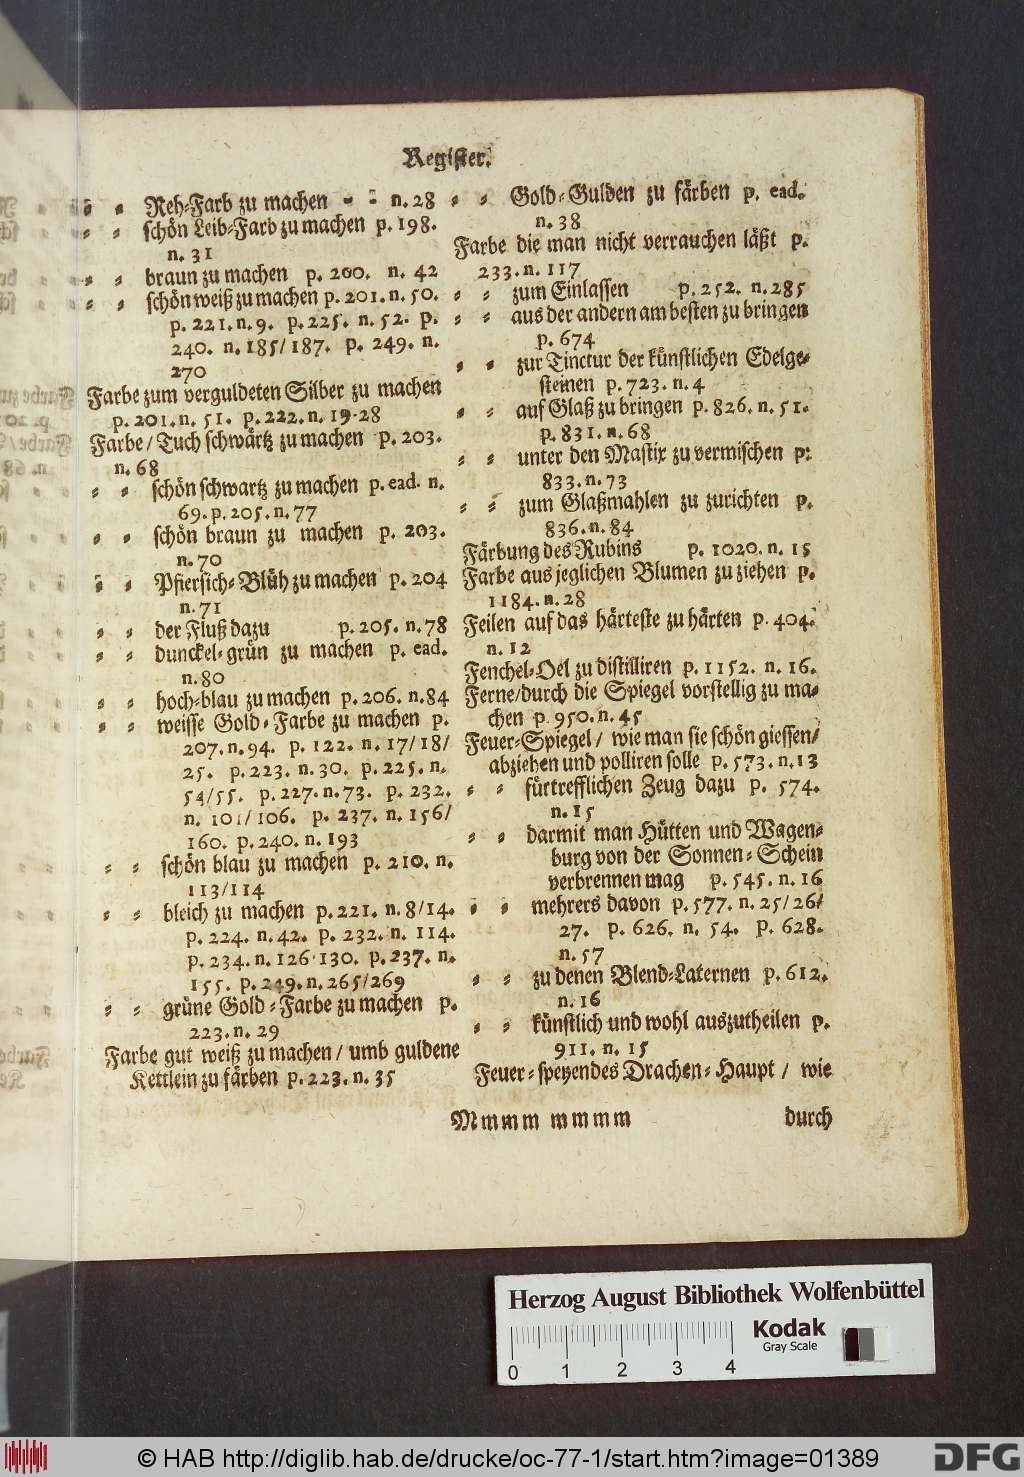 Register.
⸗ ⸗ Reh⸗Farb zu machen ⸗ ⸗ n. 28
⸗ ⸗ schön Leib⸗Farb zu machen p. 198.
n. 31
⸗ ⸗ braun zu machen p. 200. n. 42
⸗ ⸗ schön weiß zu machen p. 201. n. 50.
p. 221. n. 9. p. 225. n. 52. p.
240. n. 185/187. p. 249. n.
270
Farbe zum verguldeten Silber zu machen
p. 201. n. 51. p. 222. n. 19-28
Farbe/ Tuch schwärtz zu machen p. 203.
n. 68
⸗ ⸗ schön schwartz zu machen p. ead. n.
69. p. 205. n. 77
⸗ ⸗ schön braun zu machen p. 203.
n. 70
⸗ ⸗ Pfiersich⸗Blüh zu machen p. 204
n. 71
⸗ ⸗ der Fluß dazu p. 205. n. 78
⸗ ⸗ dunckel⸗grün zu machen p. ead.
n. 80
⸗ ⸗ hoch⸗blau zu machen p. 206. n. 84
⸗ ⸗ weisse Gold⸗Farbe zu machen p.
207. n. 94. p. 122. n. 17/18/
25. p. 223. n. 30. p. 225. n.
54/55. p. 227. n. 73. p. 232.
n. 101/106. p. 237. n. 156/
160. p. 240. n. 193
⸗ ⸗ schön blau zu machen p. 210. n.
113/114
⸗ ⸗ bleich zu machen p. 221. n. 8/14.
p. 224. n. 42. p. 232. n. 114.
p. 234. n. 126-130. p. 237. n.
155. p. 249. n. 265/269
⸗ ⸗ grüne Gold⸗Farbe zu machen p.
223. n. 29
Farbe gut weiß zu machen/ umb guldene
Kettlein zu färben p. 223. n. 35
⸗ ⸗ Gold⸗Gulden zu färben p. ead.
n. 38
Farbe die man nicht verrauchen läßt p.
233. n. 117
⸗ ⸗ zum Einlassen p. 252. n. 285
⸗ ⸗ aus der andern am besten zu bringen
p. 674
⸗ ⸗ zur Tinctur der künstlichen Edelge⸗
steinen p. 723. n. 4
⸗ ⸗ auf Glaß zu bringen p. 826. n. 51.
p. 831. n. 68
⸗ ⸗ unter den Mastix zu vermischen p.
833. n. 73
⸗ ⸗ zum Glaßmahlen zu zurichten p.
836. n. 84
Färbung des Rubins p. 1020. n. 15
Farbe aus jeglichen Blumen zu ziehen p.
1184. n. 28
Feilen auf das härteste zu härten p. 404.
n. 12
Fenchel⸗Oel zu distilliren p. 1152. n. 16.
Ferne/ durch die Spiegel vorstellig zu ma⸗
chen p. 950. n. 45
Feuer⸗Spiegel/ wie man sie schön giessen/
abziehen und polliren solle p. 573. n. 13
⸗ ⸗ fürtrefflichen Zeug dazu p. 574.
n. 15
⸗ ⸗ darmit man Hütten und Wagen⸗
burg von der Sonnen⸗Schein
verbrennen mag p. 545. n. 16
⸗ ⸗ mehrers davon p. 577. n. 25/26/
27. p. 626. n. 54. p. 628.
n. 57
⸗ ⸗ zu denen Blend⸗Laternen p. 612.
n. 16
⸗ ⸗ künstlich und wohl auszutheilen p.
911. n. 15
Feuer⸗speyendes Drachen⸗Haupt/ wie
Mmmm mmmm durch
Herzog August Bibliothek Wolfenbüttel
Kodak
Gray Scale
0 1 2 3 4
© HAB http://diglib.hab.de/drucke/oc-77-1/start.htm?image=01389
DFG